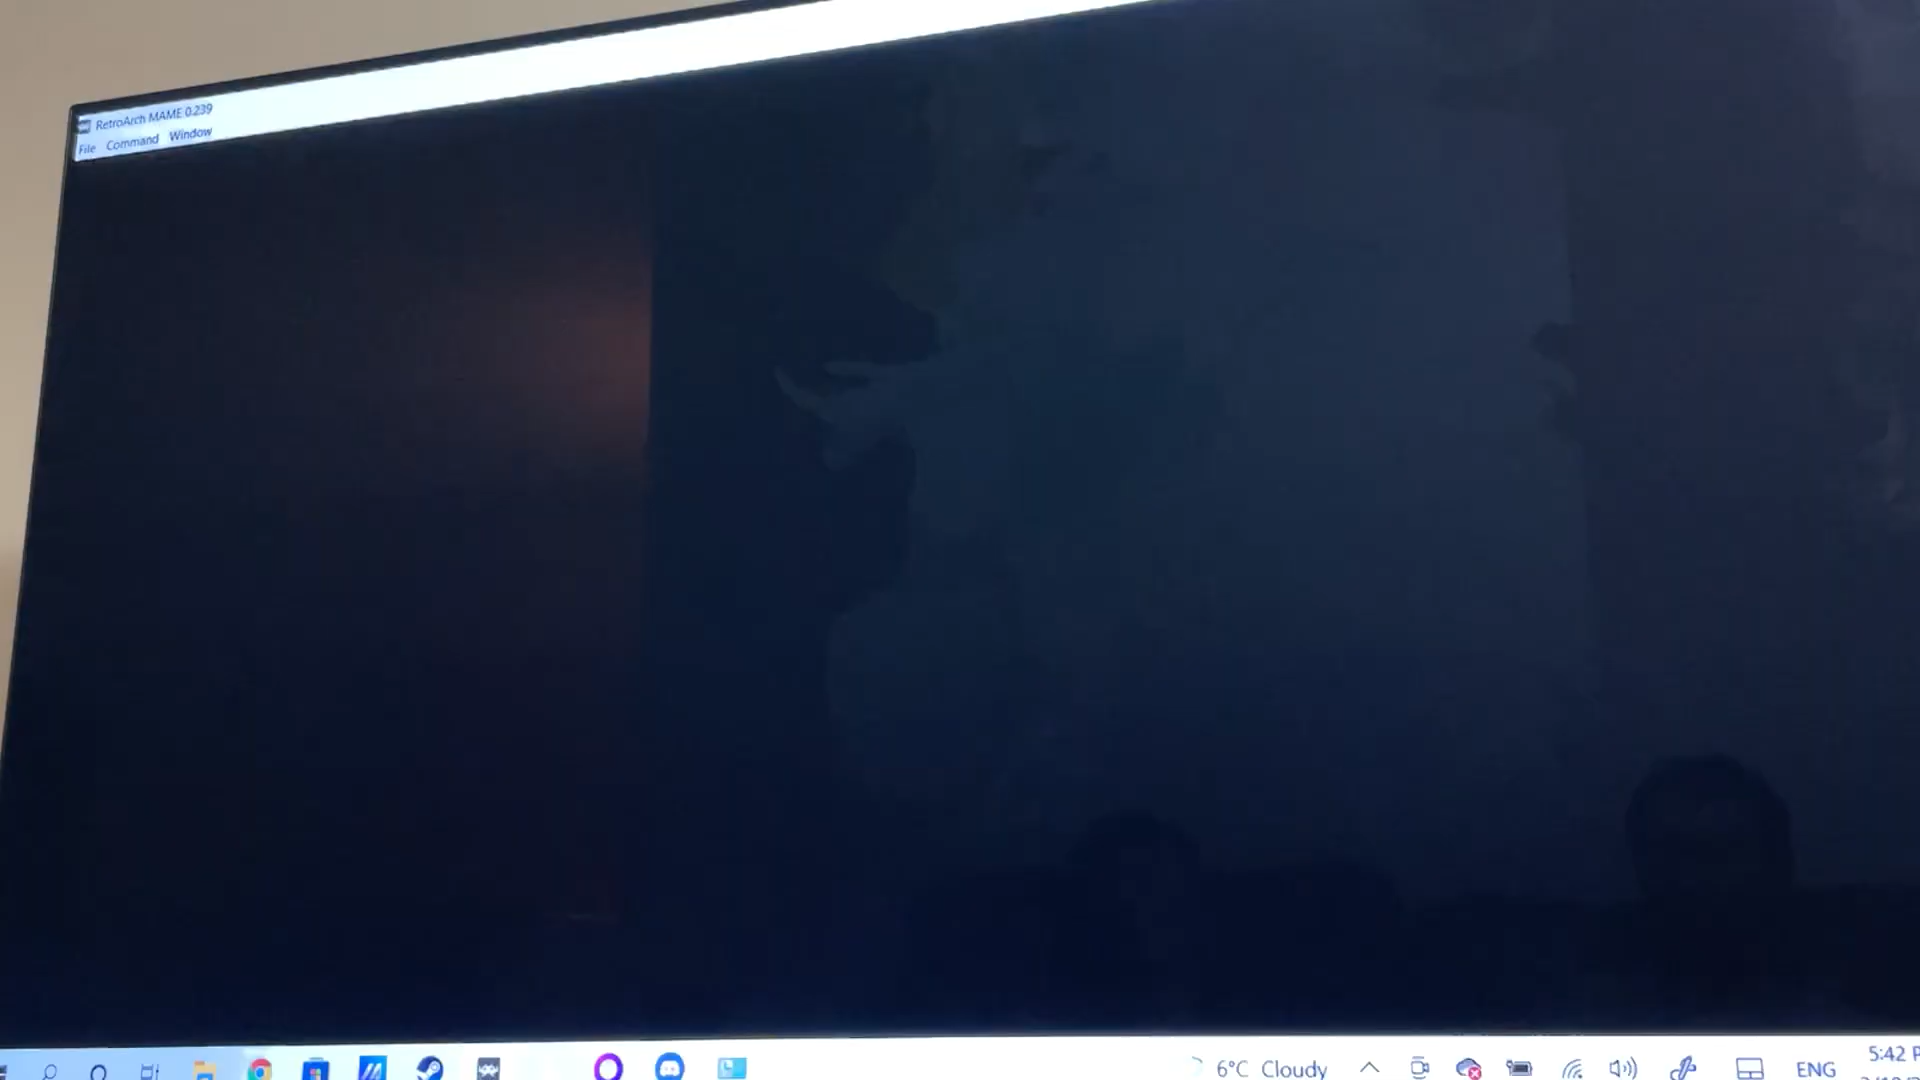 RetroArch MAME 0.239
File Command Window
6°C Cloudy
ENG
5:42 P